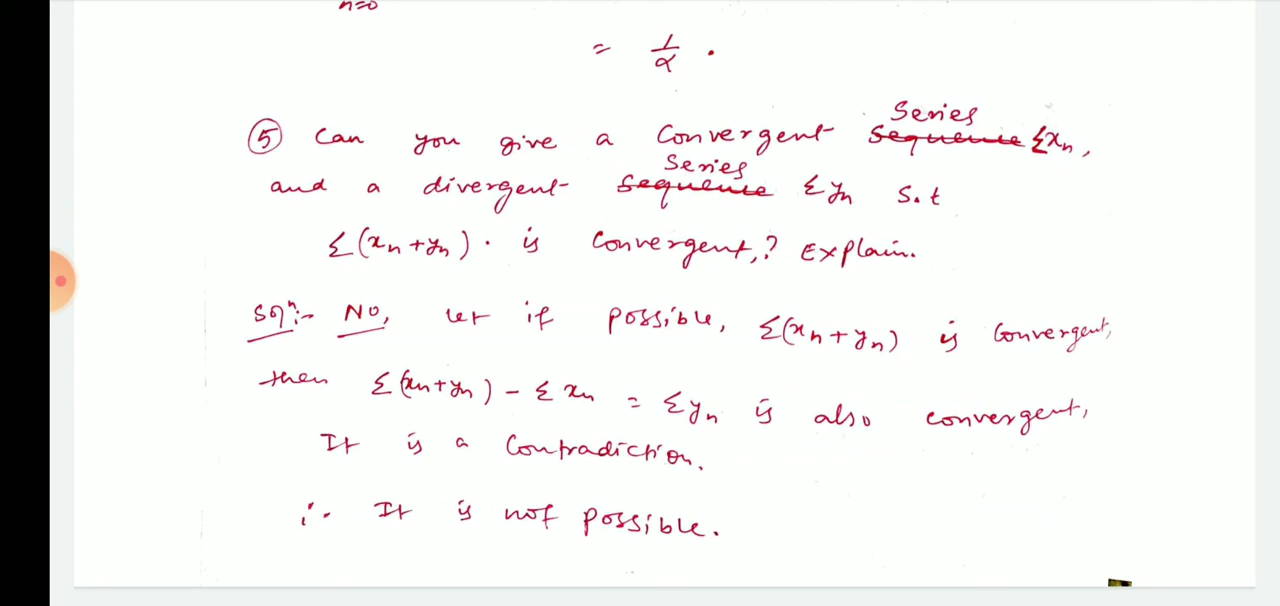 n=0
= 1/α .
⑤ Can you give a Convergent Series ~~Sequence~~ Σxn,
and a divergent Series ~~Sequence~~ Σyn s.t
Σ(xn+yn). is Convergent,? Explain.
Solⁿ:- No, let if possible, Σ(xn+yn) is Convergent,
then Σ(xn+yn) - Σxn = Σyn is also convergent,
It is a Contradiction.
∴ It is not possible.